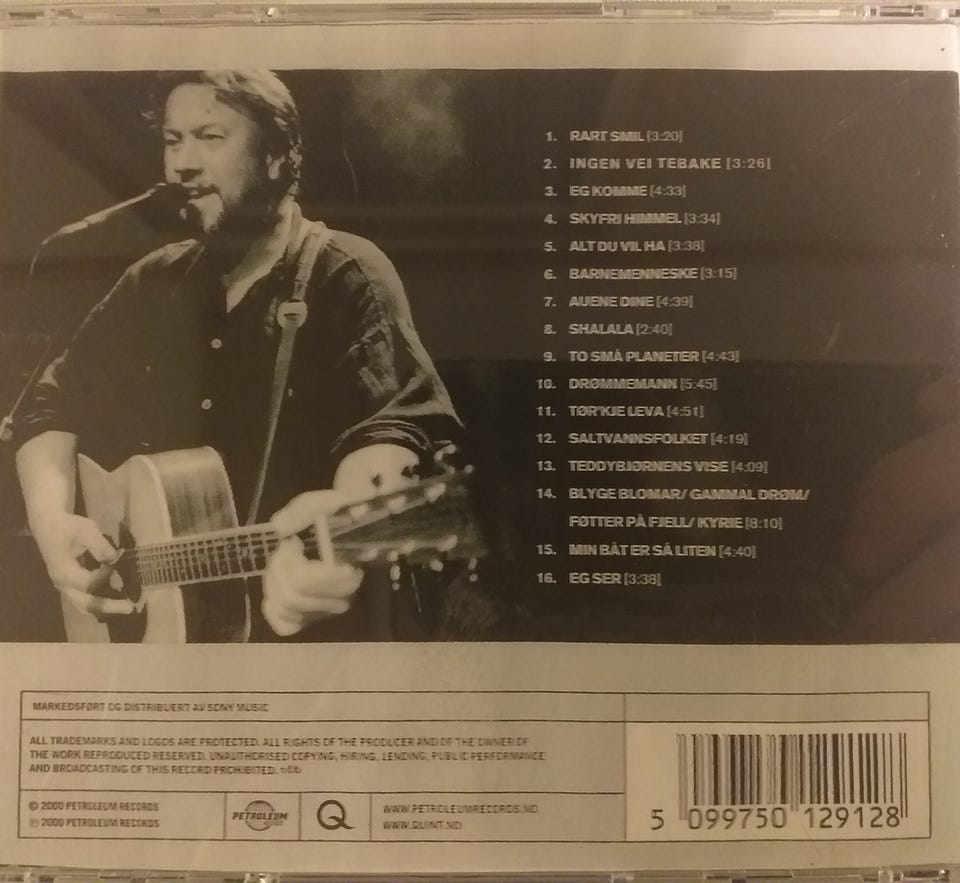 1. RART SMIL [3:20]
2. INGEN VEI TEBAKE [3:26]
3. EG KOMME [4:33]
4. SKYFRI HIMMEL [3:34]
5. ALT DU VIL HA [3:38]
6. BARNEMENNESKE [3:15]
7. AUENE DINE [4:39]
8. SHALALA [2:40]
9. TO SMÅ PLANETER [4:43]
10. DRØMMEMANN [5:45]
11. TØR'KJE LEVA [4:51]
12. SALTVANNSFOLKET [4:19]
13. TEDDYBJØRNENS VISE [4:09]
14. BLYGE BLOMAR/ GAMMAL DRØM/
FØTTER PÅ FJELL/ KYRIE [8:10]
15. MIN BÅT ER SÅ LITEN [4:40]
16. EG SER [3:38]
MARKEDSFØRT OG DISTRIBUERT AV SONY MUSIC
ALL TRADEMARKS AND LOGOS ARE PROTECTED. ALL RIGHTS OF THE PRODUCER AND OF THE OWNER OF
THE WORK REPRODUCED RESERVED. UNAUTHORISED COPYING, HIRING, LENDING, PUBLIC PERFORMANCE
AND BROADCASTING OF THIS RECORD PROHIBITED. n©b
© 2000 PETROLEUM RECORDS
℗ 2000 PETROLEUM RECORDS
PETROLEUM
Q
WWW.PETROLEUMRECORDS.NO
WWW.QUINT.NO
5 099750 129128